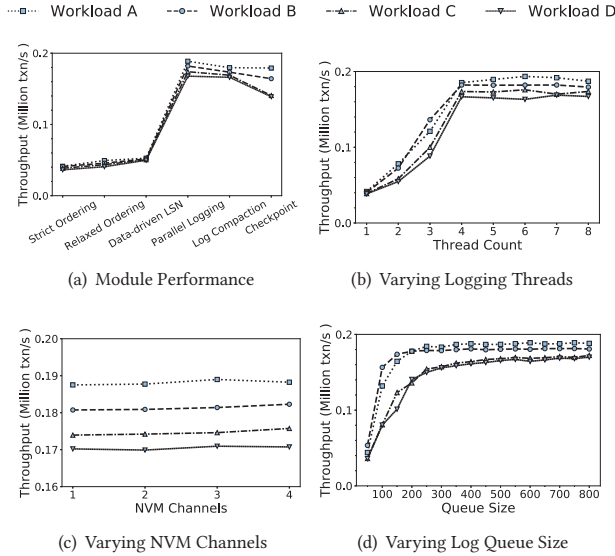 Workload A Workload B Workload C Workload D
Throughput (Million txn/s )
0.2
0.1
0.0
Strict Ordering
Relaxed Ordering
Data-driven LSN
Parallel Logging
Log Compaction
Checkpoint
(a) Module Performance
Throughput (Million txn/s )
0.2
0.1
0.0
1 2 3 4 5 6 7 8
Thread Count
(b) Varying Logging Threads
Throughput (Million txn/s )
0.20
0.19
0.18
0.17
0.16
1 2 3 4
NVM Channels
(c) Varying NVM Channels
Throughput (Million txn/s )
0.2
0.1
0.0
100 200 300 400 500 600 700 800
Queue Size
(d) Varying Log Queue Size